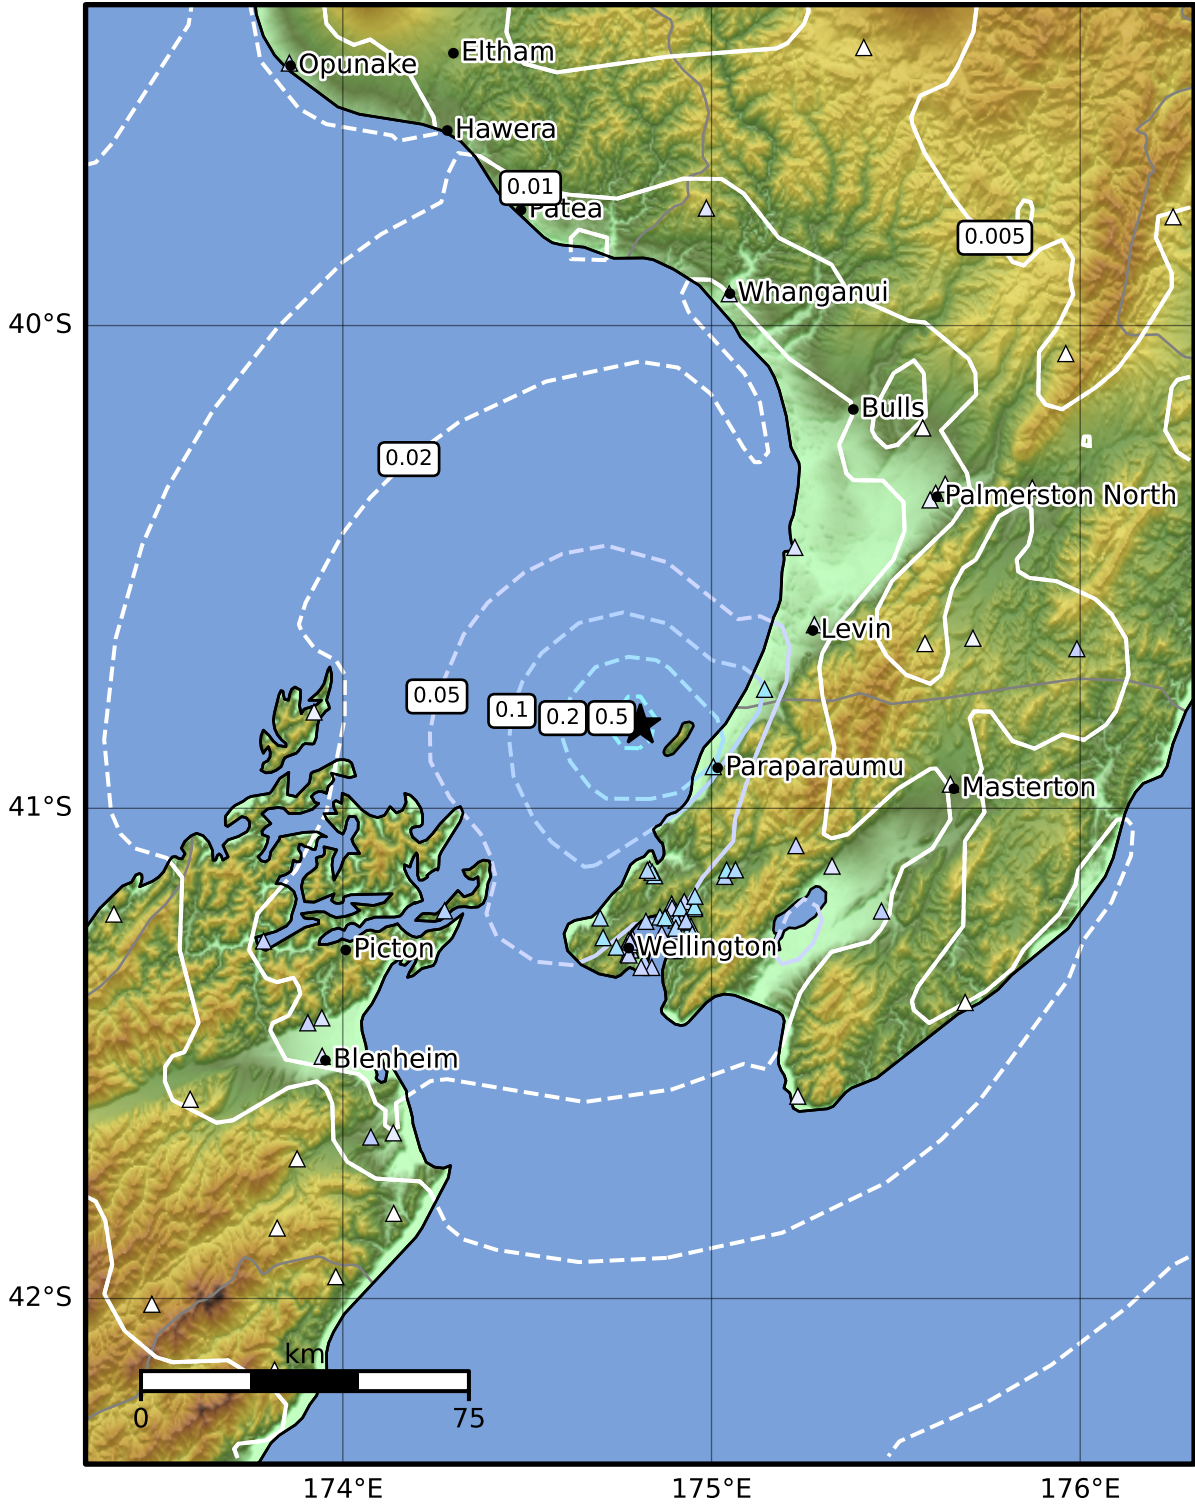 Eltham
Opunake
Hawera
0.01
Patea
0.005
Whanganui
40°S
Bulls
0.02
Palmerston North
Levin
0.05
0.1
0.2
0.5
Paraparaumu
Masterton
41°S
Wellington
Picton
Blenheim
42°S
km
0
75
174°E
175°E
176°E